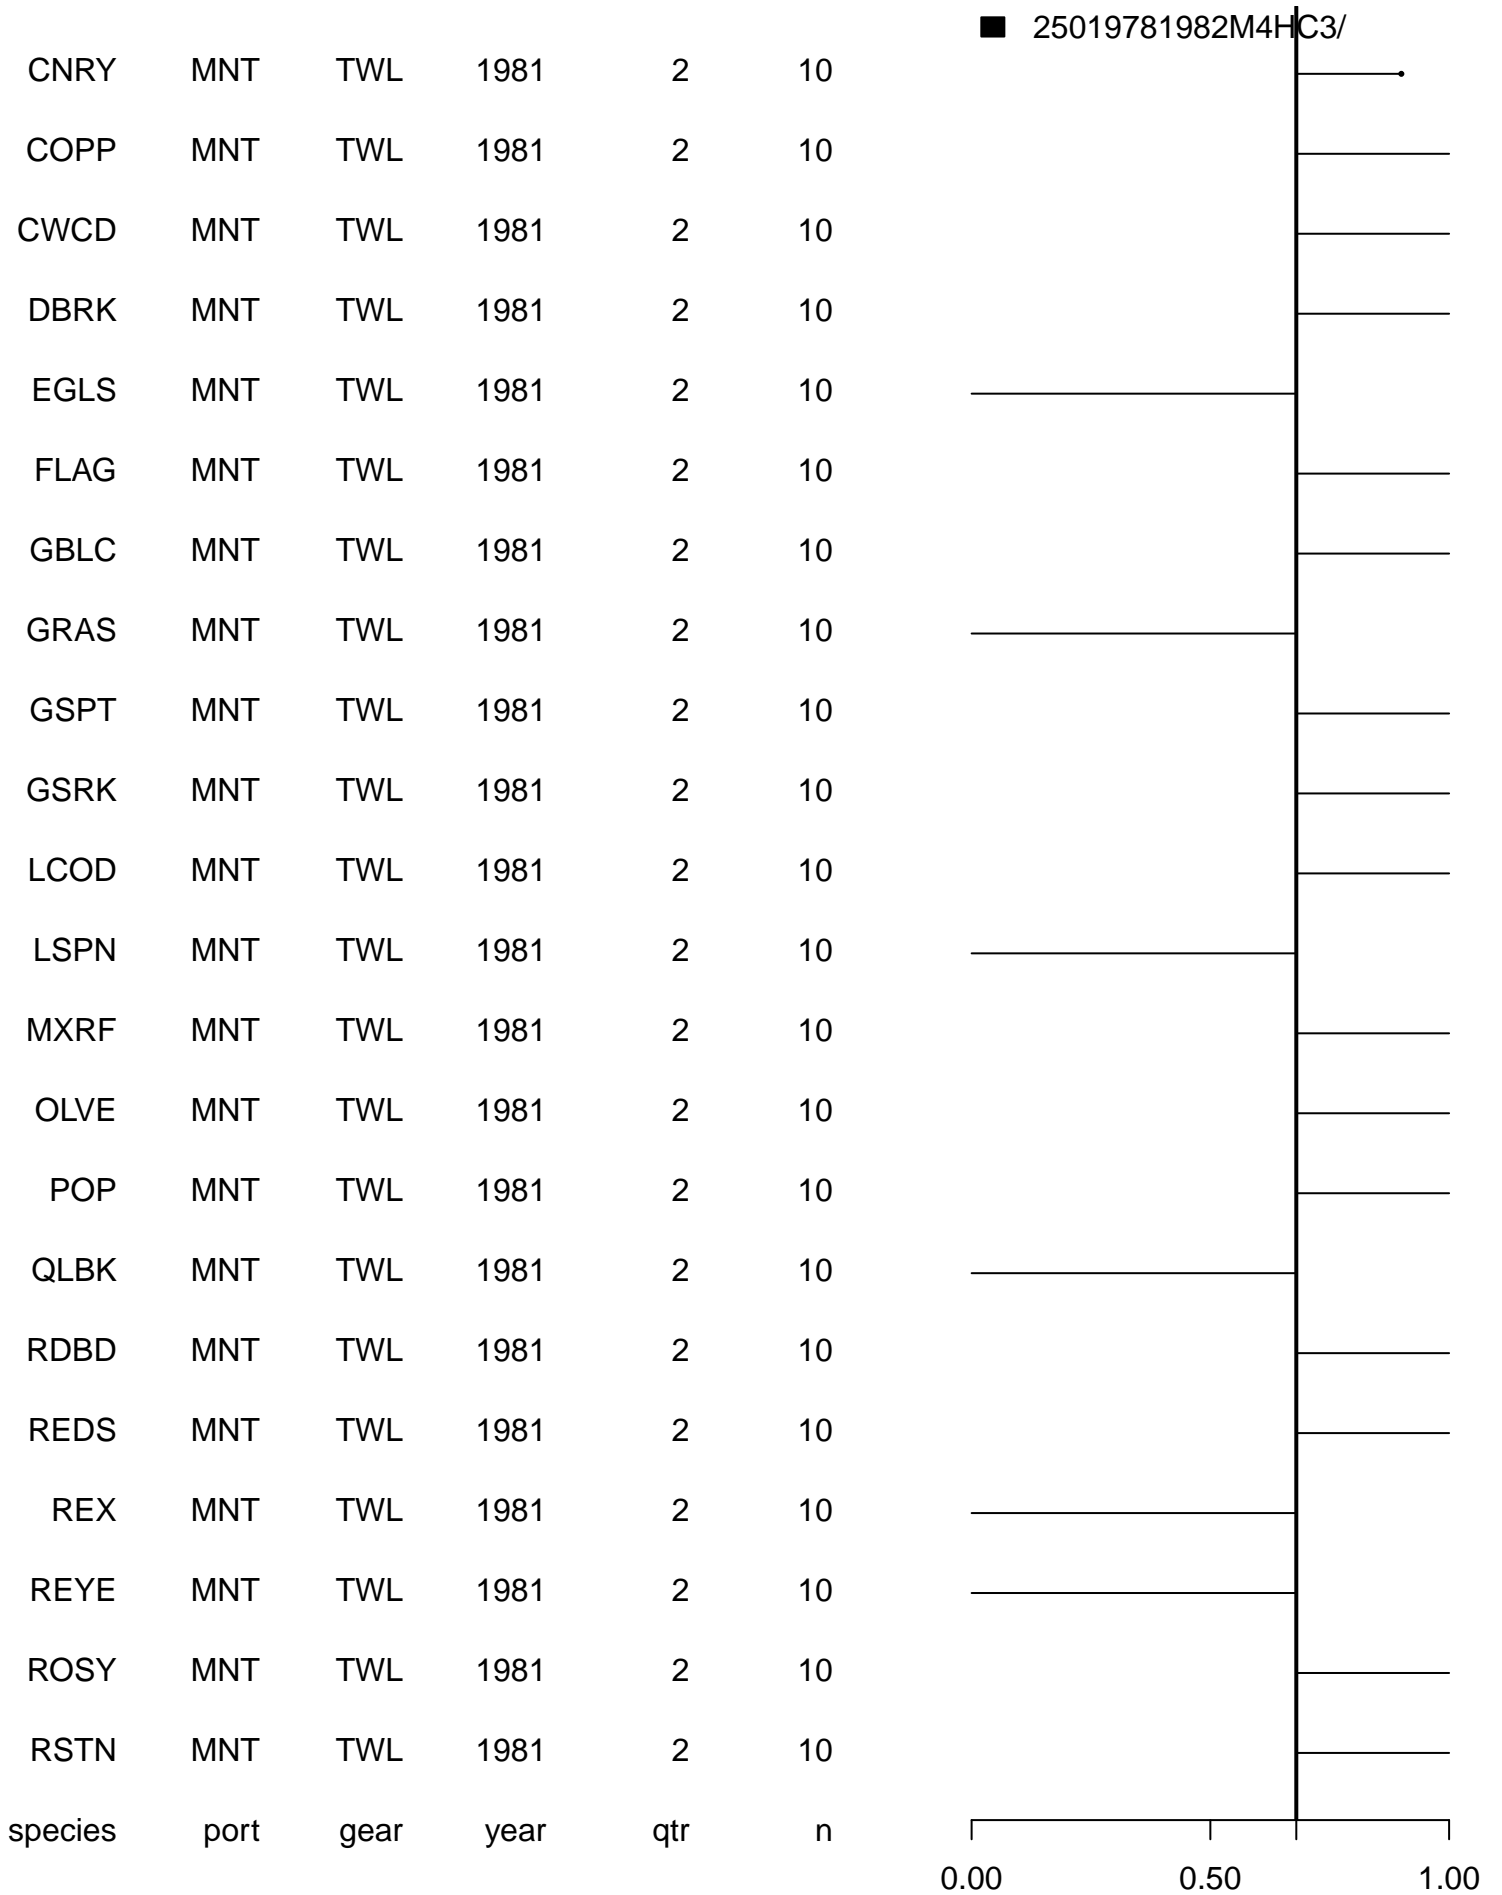 25019781982M4HC3/
CNRY MNT TWL 1981 2 10
COPP MNT TWL 1981 2 10
CWCD MNT TWL 1981 2 10
DBRK MNT TWL 1981 2 10
EGLS MNT TWL 1981 2 10
FLAG MNT TWL 1981 2 10
GBLC MNT TWL 1981 2 10
GRAS MNT TWL 1981 2 10
GSPT MNT TWL 1981 2 10
GSRK MNT TWL 1981 2 10
LCOD MNT TWL 1981 2 10
LSPN MNT TWL 1981 2 10
MXRF MNT TWL 1981 2 10
OLVE MNT TWL 1981 2 10
POP MNT TWL 1981 2 10
QLBK MNT TWL 1981 2 10
RDBD MNT TWL 1981 2 10
REDS MNT TWL 1981 2 10
REX MNT TWL 1981 2 10
REYE MNT TWL 1981 2 10
ROSY MNT TWL 1981 2 10
RSTN MNT TWL 1981 2 10
species port gear year qtr n
0.00 0.50 1.00